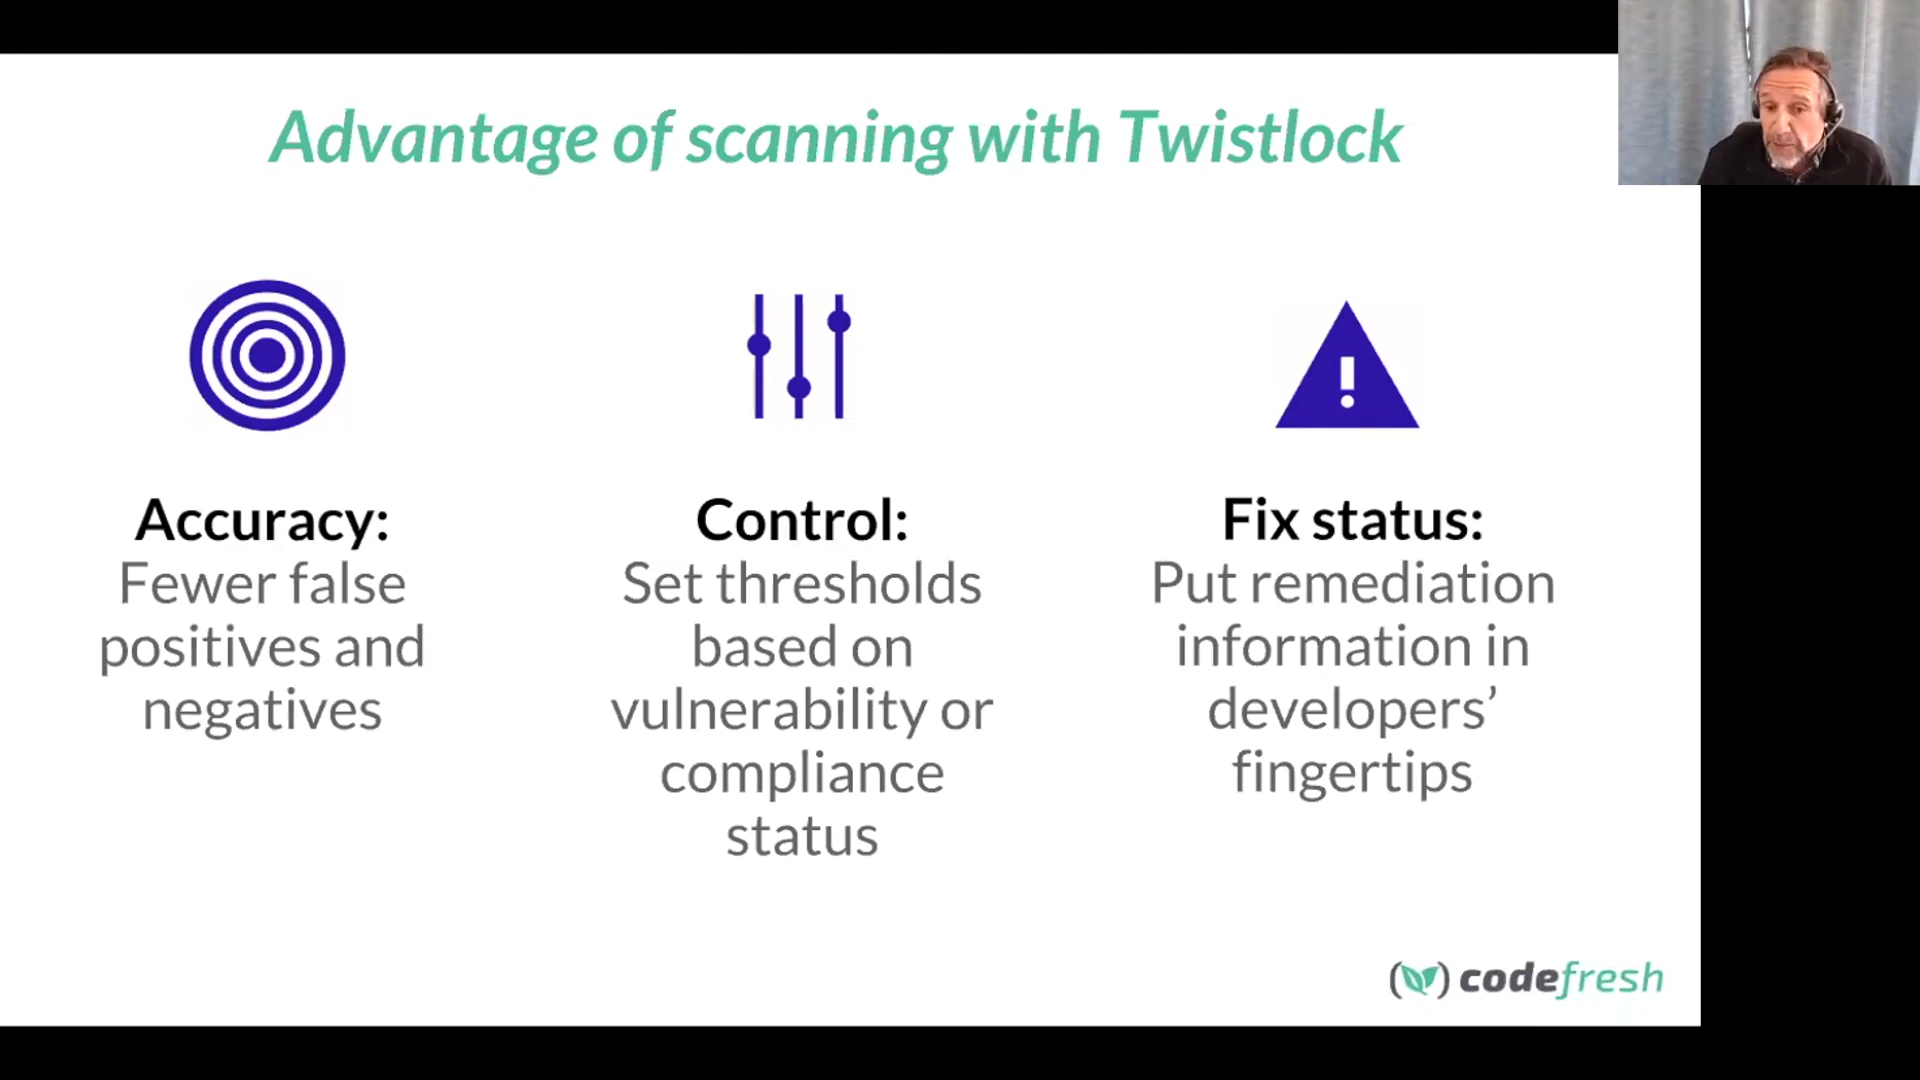 Advantage of scanning with Twistlock
Accuracy:
Fewer false
positives and
negatives
Control:
Set thresholds
based on
vulnerability or
compliance
status
Fix status:
Put remediation
information in
developers’
fingertips
codefresh